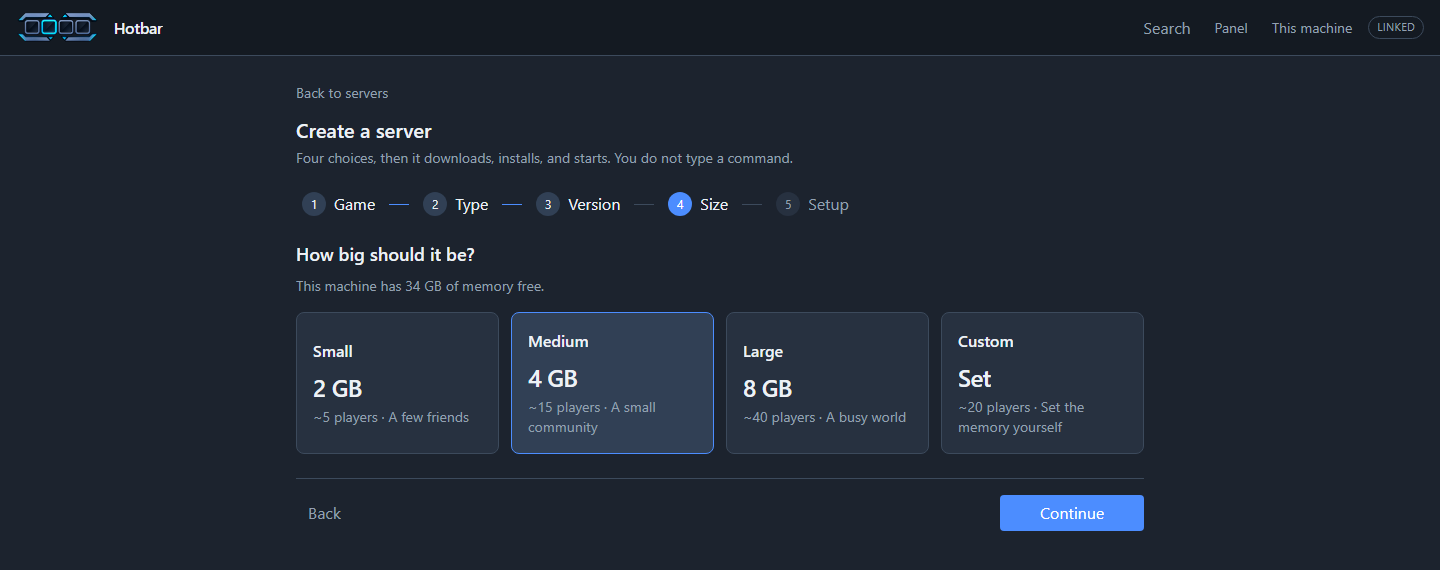 Hotbar
Search
Panel
This machine
LINKED
Back to servers
Create a server
Four choices, then it downloads, installs, and starts. You do not type a command.
1 Game
2 Type
3 Version
4 Size
5 Setup
How big should it be?
This machine has 34 GB of memory free.
Small
2 GB
~5 players · A few friends
Medium
4 GB
~15 players · A small
community
Large
8 GB
~40 players · A busy world
Custom
Set
~20 players · Set the
memory yourself
Back
Continue